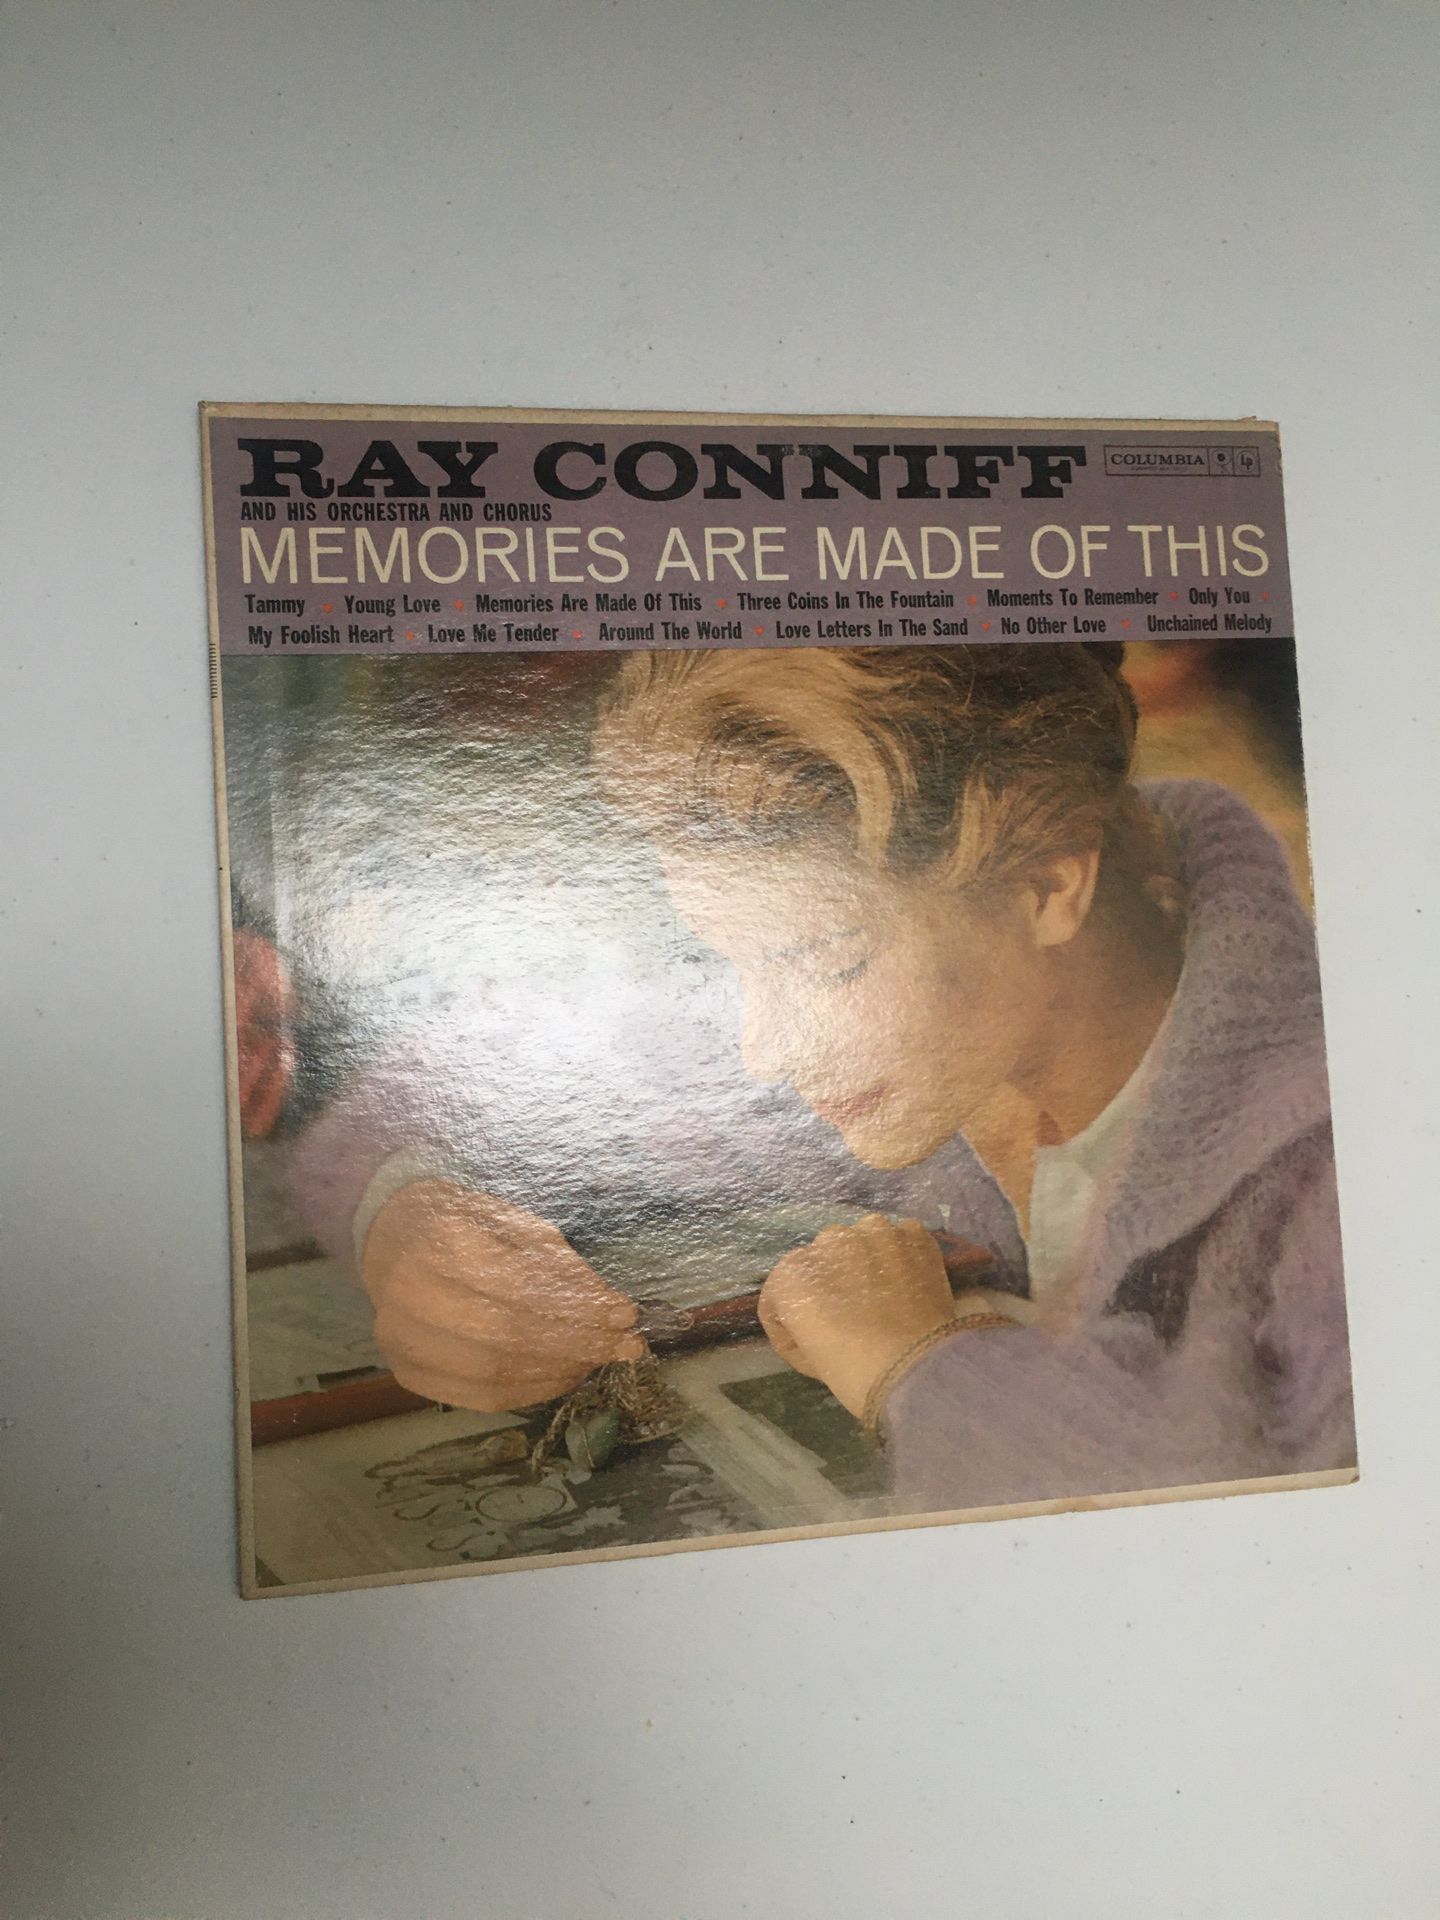 RAY CONNIFF
COLUMBIA
Lp
AND HIS ORCHESTRA AND CHORUS
MEMORIES ARE MADE OF THIS
Tammy • Young Love • Memories Are Made Of This • Three Coins In The Fountain • Moments To Remember • Only You •
My Foolish Heart • Love Me Tender • Around The World • Love Letters In The Sand • No Other Love • Unchained Melody